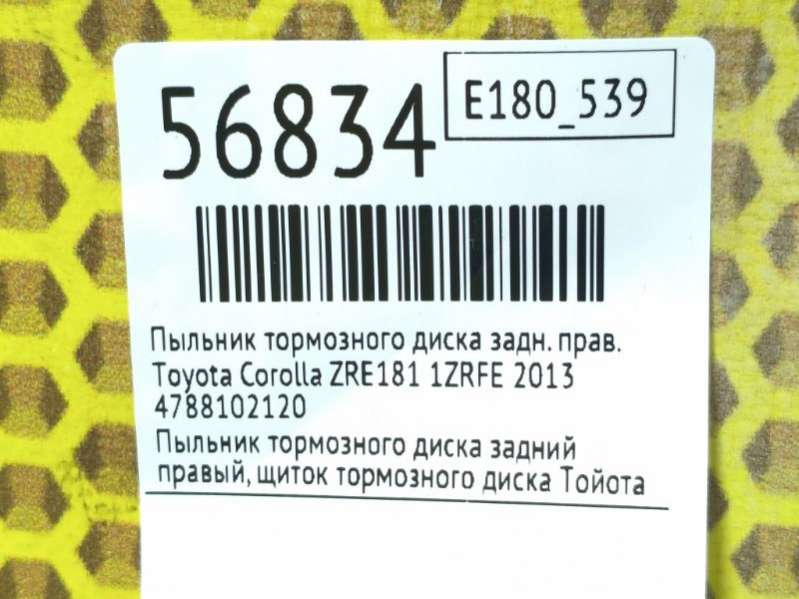 56834
E180_539
Пыльник тормозного диска задн. прав.
Toyota Corolla ZRE181 1ZRFE 2013
4788102120
Пыльник тормозного диска задний
правый, щиток тормозного диска Тойота